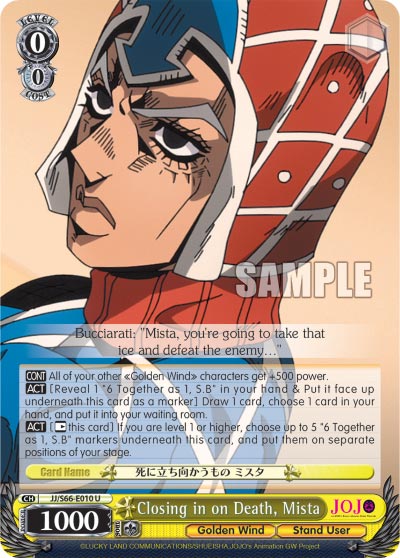 LEVEL
0
0
COST
SAMPLE
Bucciarati: "Mista, you're going to take that
ice and defeat the enemy…"
CONT All of your other «Golden Wind» characters get +500 power.
ACT [Reveal 1 "6 Together as 1, S.B" in your hand & Put it face up
underneath this card as a marker] Draw 1 card, choose 1 card in your
hand, and put it into your waiting room.
ACT [ this card] If you are level 1 or higher, choose up to 5 "6 Together
as 1, S.B" markers underneath this card, and put them on separate
positions of your stage.
Card Name 死に立ち向かうもの ミスタ
CD JJ/S66-E010 U
POWER 1000 SOUL Closing in on Death, Mista JOJO
Golden Wind Stand User
©LUCKY LAND COMMUNICATIONS/SHUEISHA,JOJO's Animation GW Project